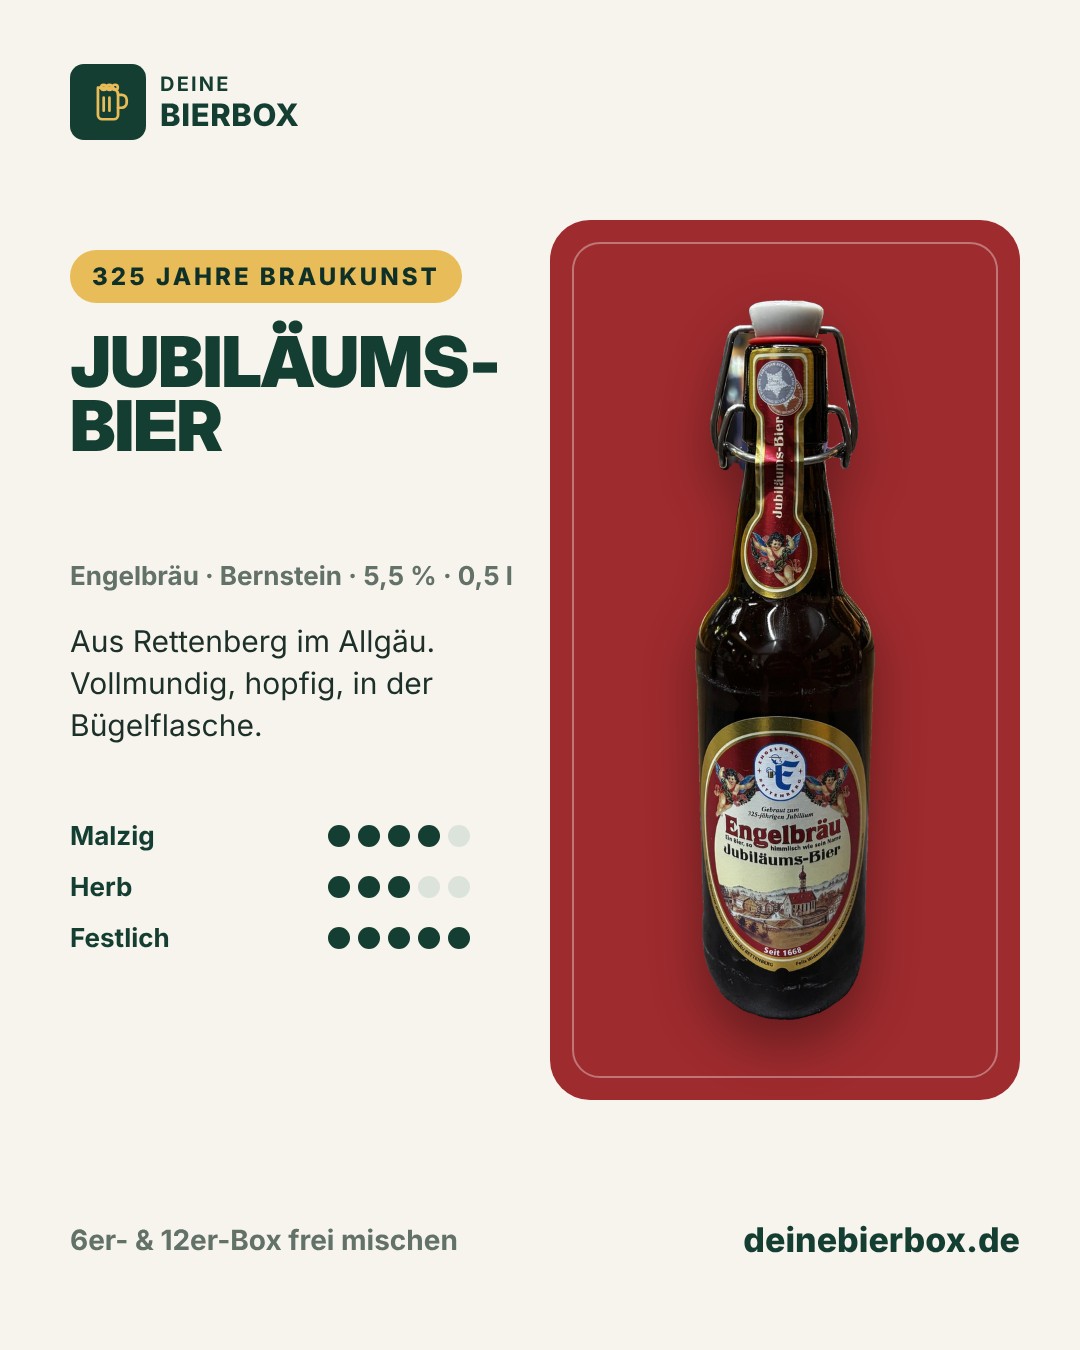 DEINE
BIERBOX
325 JAHRE BRAUKUNST
JUBILÄUMS-
BIER
Engelbräu · Bernstein · 5,5 % · 0,5 l
Aus Rettenberg im Allgäu.
Vollmundig, hopfig, in der
Bügelflasche.
Malzig
Herb
Festlich
Jubiläums-Bier
ENGELBRÄU
RETTENBERG
E
Gebraut zum
325-jährigen Jubiläum
Engelbräu
Ein Bier, so himmlisch wie sein Name
Jubiläums-Bier
Seit 1668
6er- & 12er-Box frei mischen
deinebierbox.de